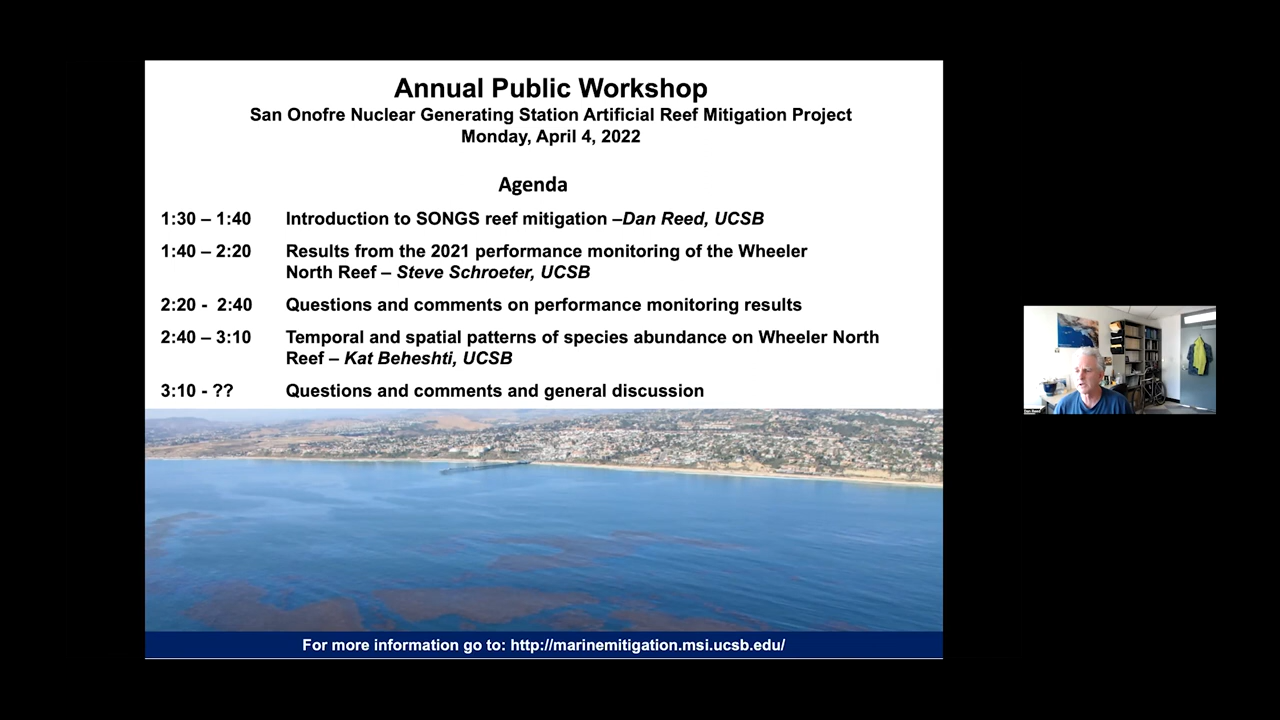 Annual Public Workshop
San Onofre Nuclear Generating Station Artificial Reef Mitigation Project
Monday, April 4, 2022
Agenda
1:30 – 1:40 Introduction to SONGS reef mitigation –Dan Reed, UCSB
1:40 – 2:20 Results from the 2021 performance monitoring of the Wheeler
North Reef – Steve Schroeter, UCSB
2:20 - 2:40 Questions and comments on performance monitoring results
2:40 – 3:10 Temporal and spatial patterns of species abundance on Wheeler North
Reef – Kat Beheshti, UCSB
3:10 - ?? Questions and comments and general discussion
For more information go to: http://marinemitigation.msi.ucsb.edu/